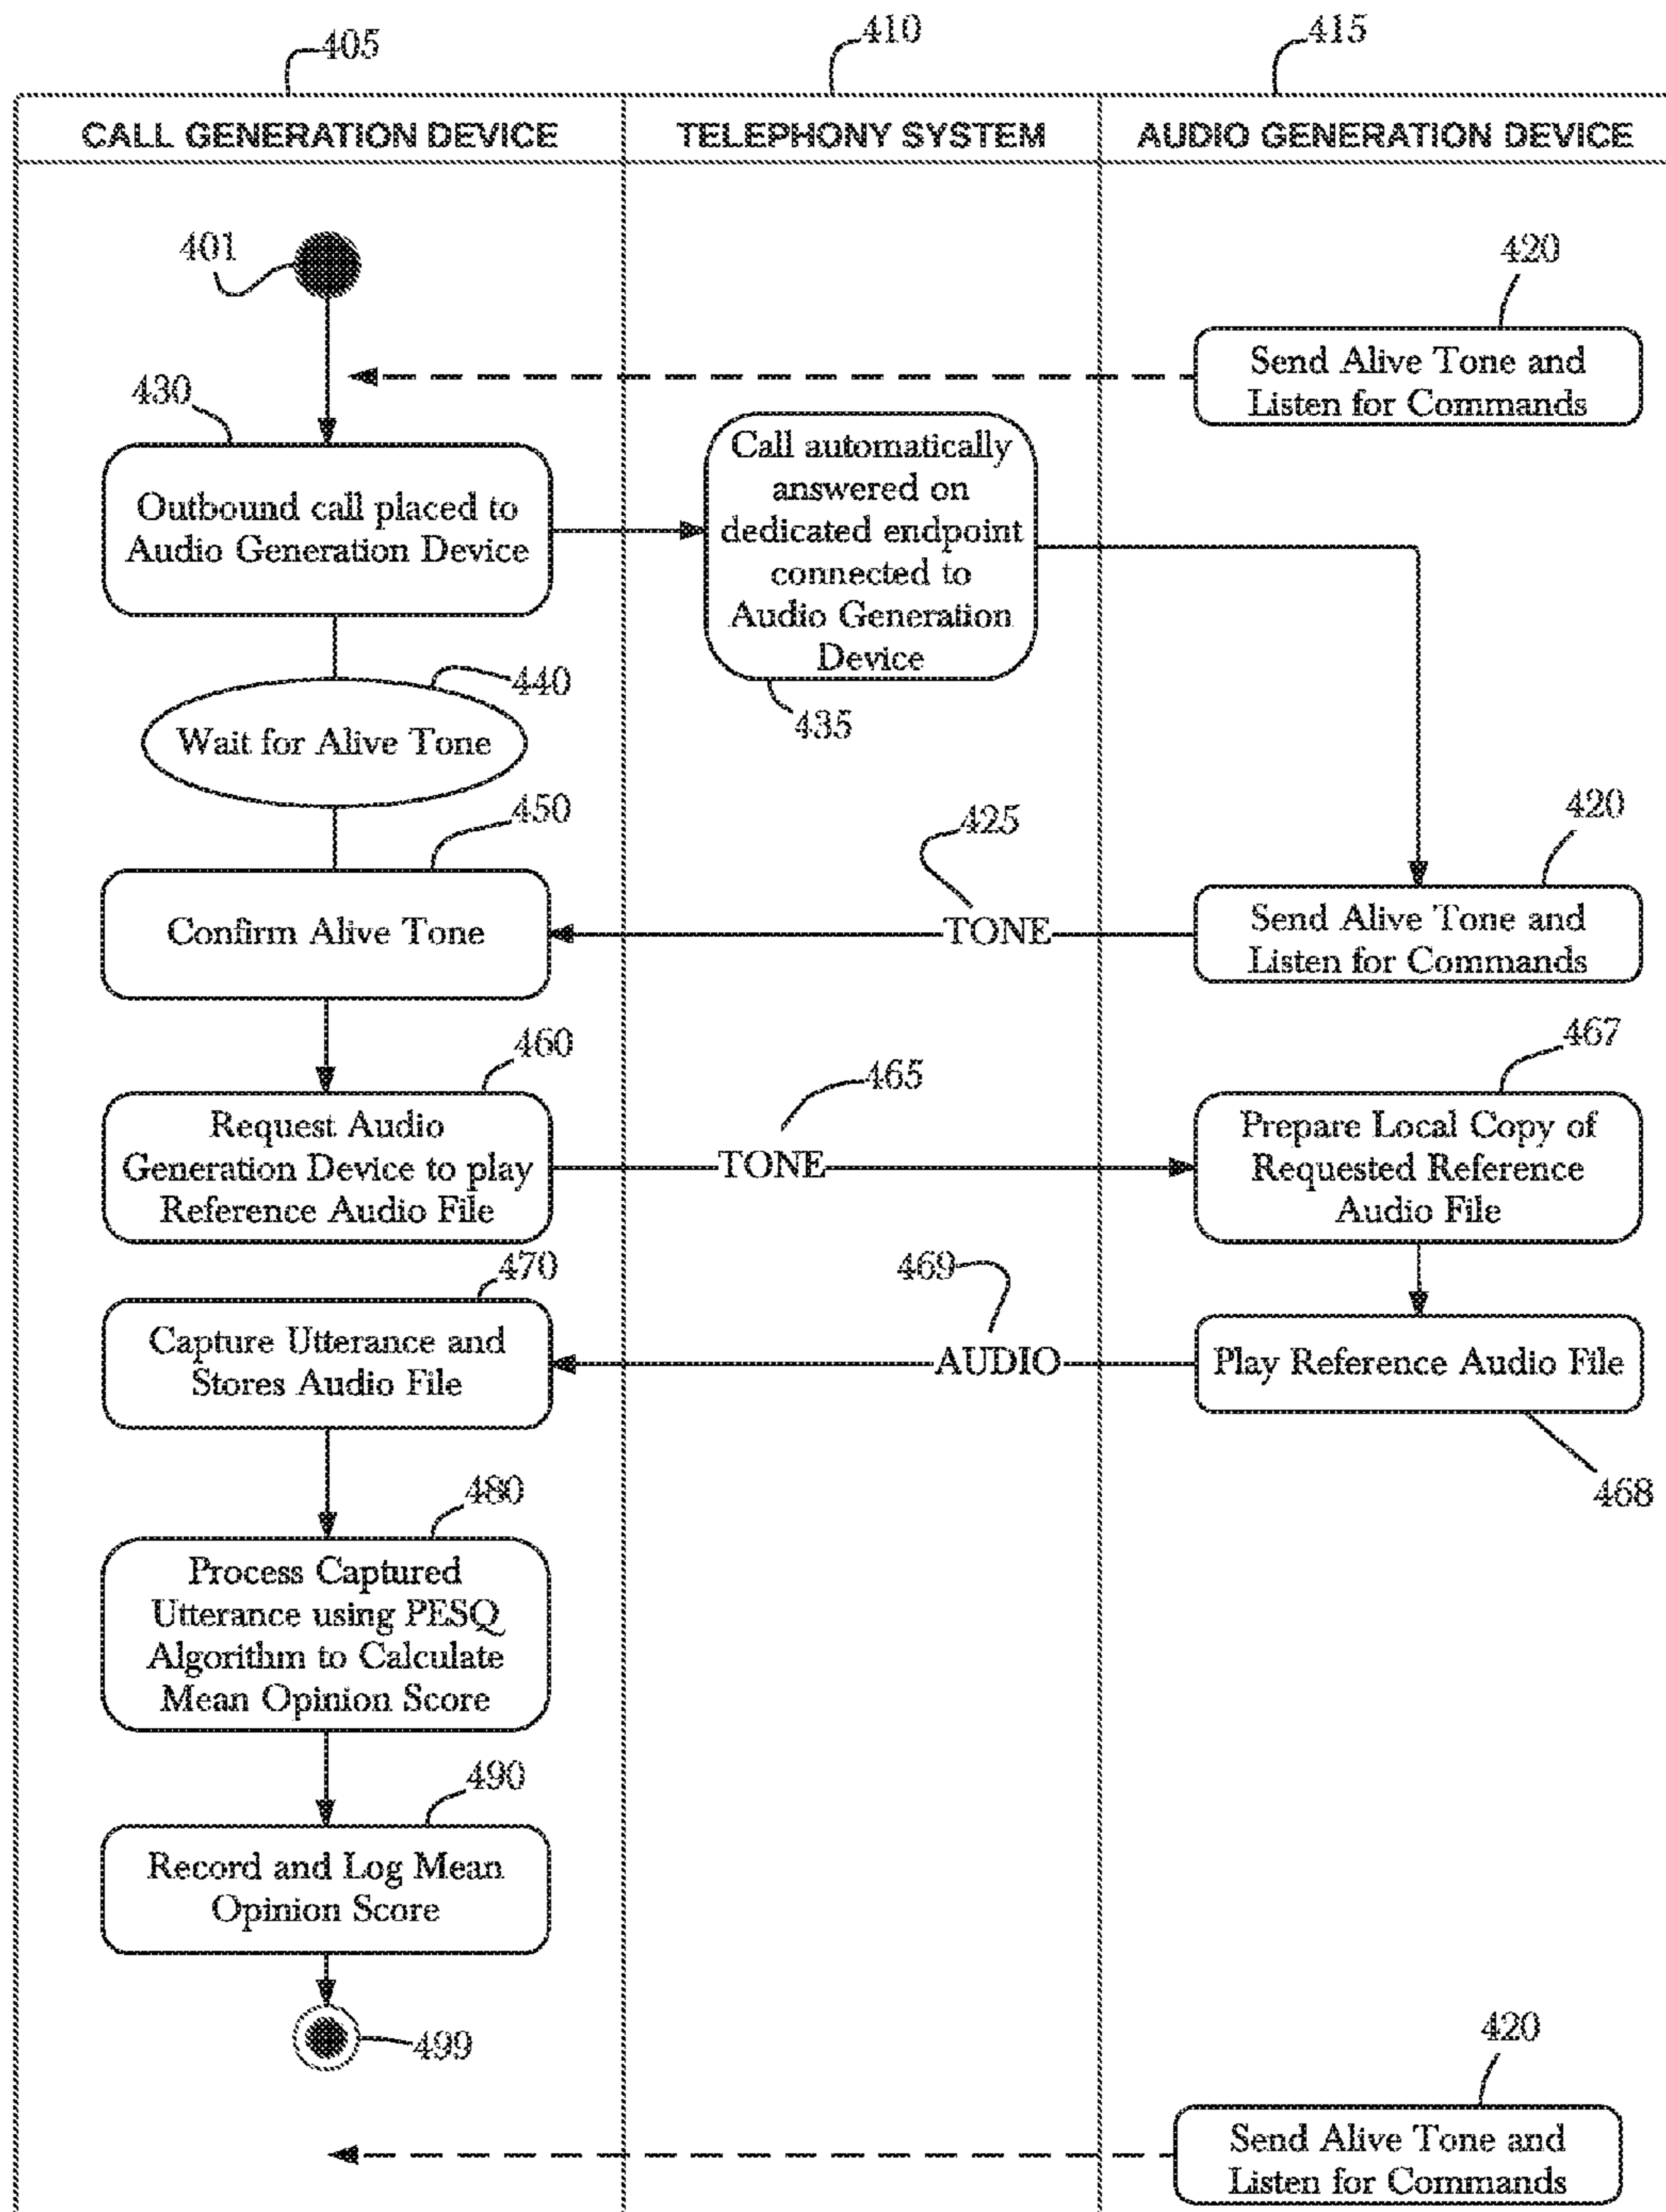 405
410
415
CALL GENERATION DEVICE
TELEPHONY SYSTEM
AUDIO GENERATION DEVICE
401
420
Send Alive Tone and
Listen for Commands
430
Outbound call placed to
Audio Generation Device
Call automatically
answered on
dedicated endpoint
connected to
Audio Generation
Device
435
440
Wait for Alive Tone
450
Confirm Alive Tone
425
TONE
420
Send Alive Tone and
Listen for Commands
460
Request Audio
Generation Device to play
Reference Audio File
465
TONE
467
Prepare Local Copy of
Requested Reference
Audio File
470
Capture Utterance and
Stores Audio File
469
AUDIO
Play Reference Audio File
468
480
Process Captured
Utterance using PESQ
Algorithm to Calculate
Mean Opinion Score
490
Record and Log Mean
Opinion Score
499
420
Send Alive Tone and
Listen for Commands